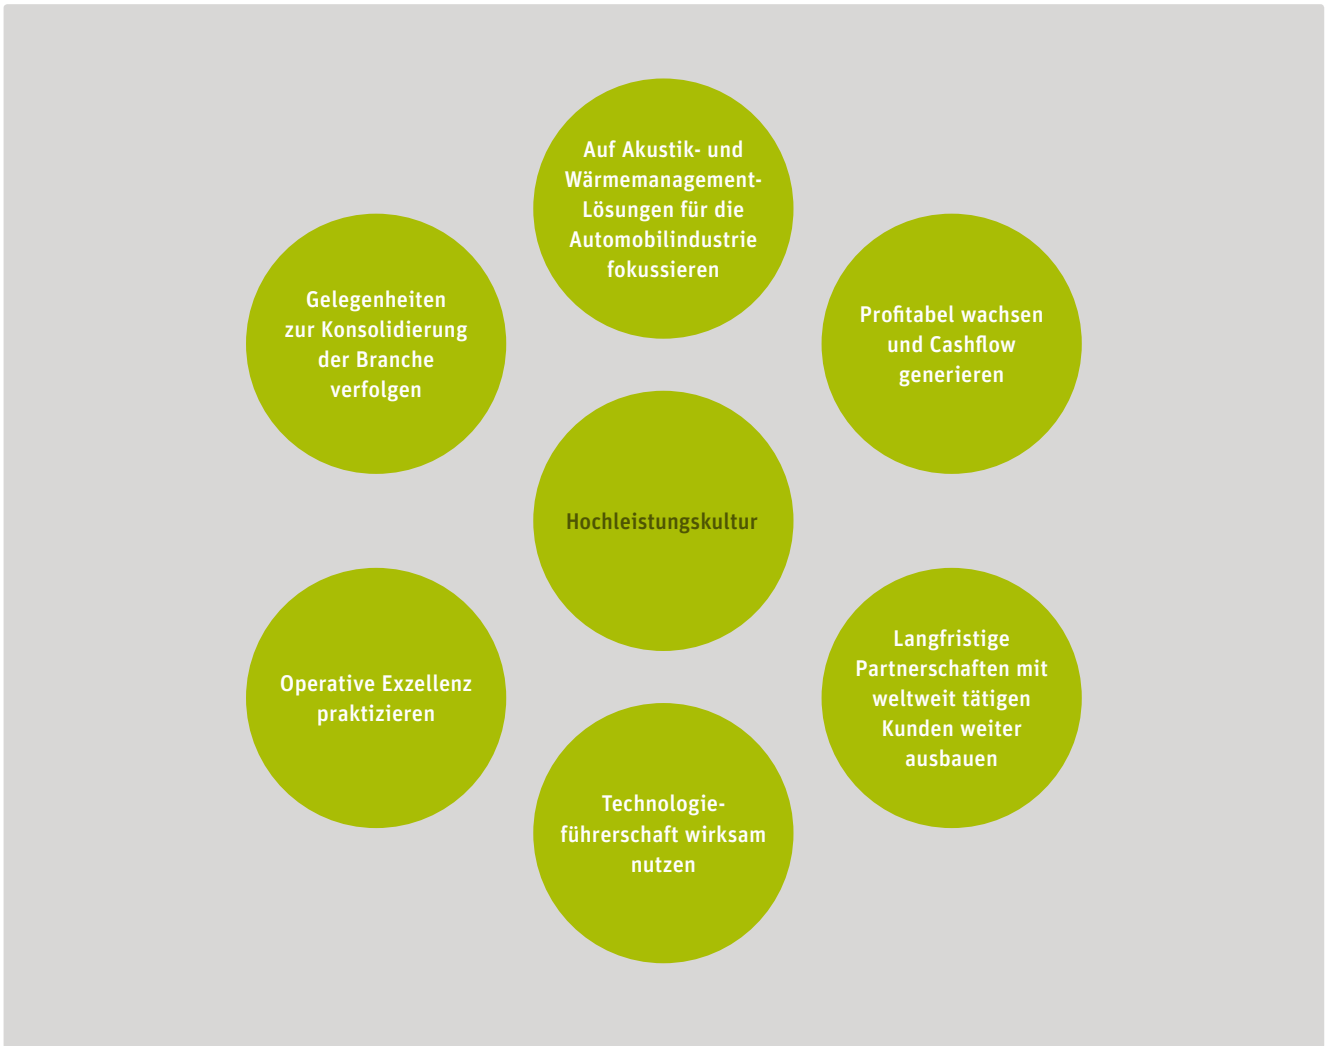 Auf Akustik- und
Wärmemanagement-
Lösungen für die
Automobilindustrie
fokussieren
Gelegenheiten
zur Konsolidierung
der Branche
verfolgen
Profitabel wachsen
und Cashflow
generieren
Hochleistungskultur
Operative Exzellenz
praktizieren
Langfristige
Partnerschaften mit
weltweit tätigen
Kunden weiter
ausbauen
Technologie-
führerschaft wirksam
nutzen